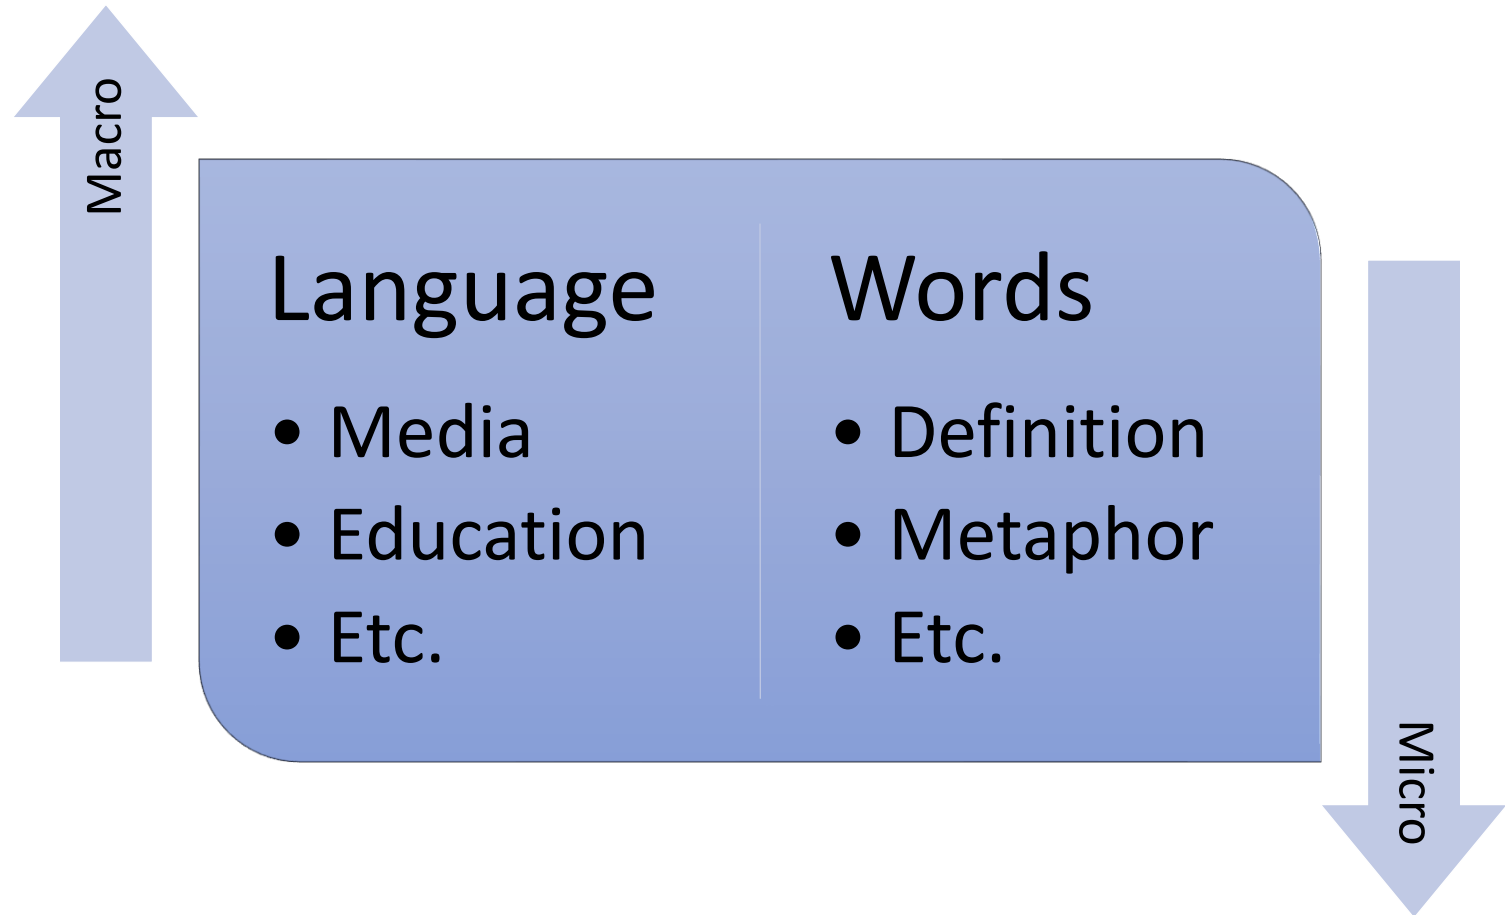 Macro
Language
• Media
• Education
• Etc.
Words
• Definition
• Metaphor
• Etc.
Micro